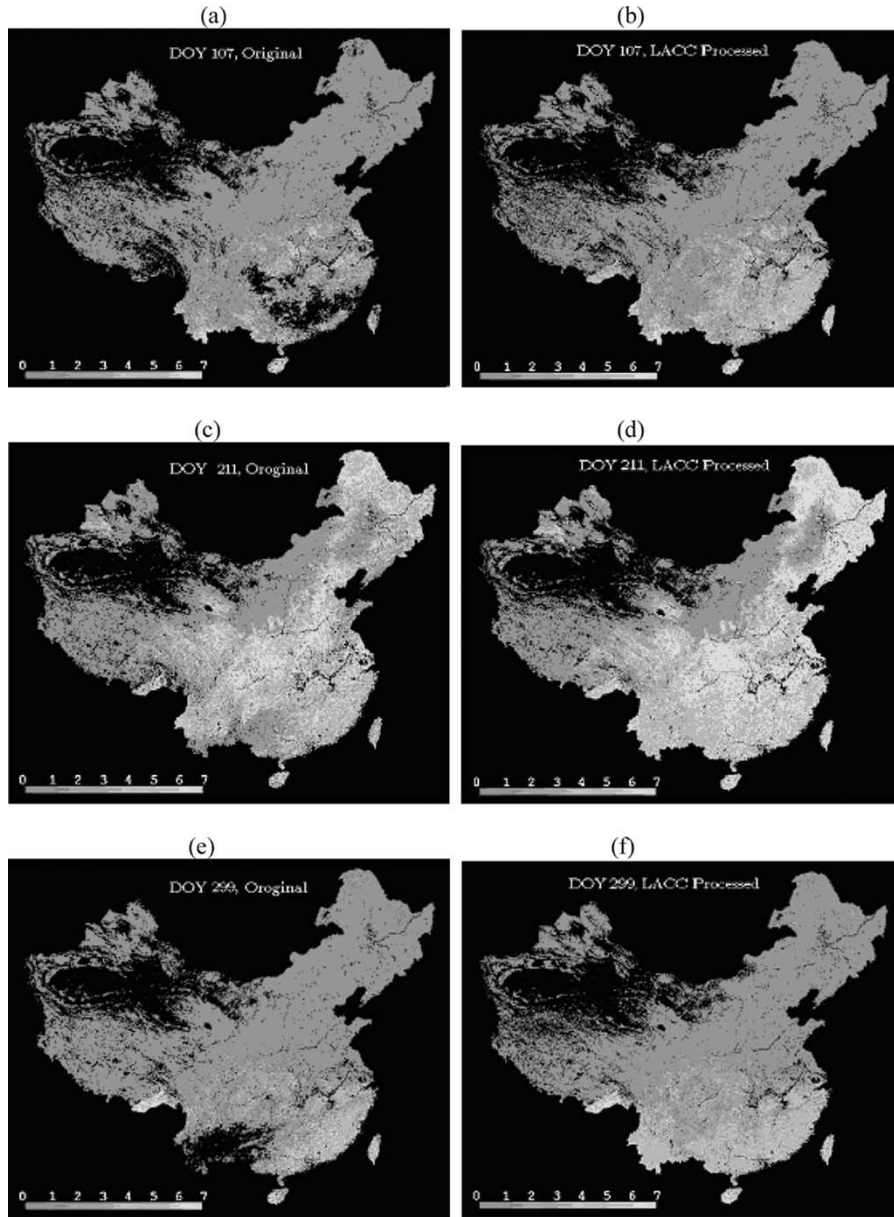 (a)
(b)
DOY 107, Original
DOY 107, LACC Processed
0 1 2 3 4 5 6 7
0 1 2 3 4 5 6 7
(c)
(d)
DOY 211, Oroginal
DOY 211, LACC Processed
0 1 2 3 4 5 6 7
0 1 2 3 4 5 6 7
(e)
(f)
DOY 299, Oroginal
DOY 299, LACC Processed
0 1 2 3 4 5 6 7
0 1 2 3 4 5 6 7